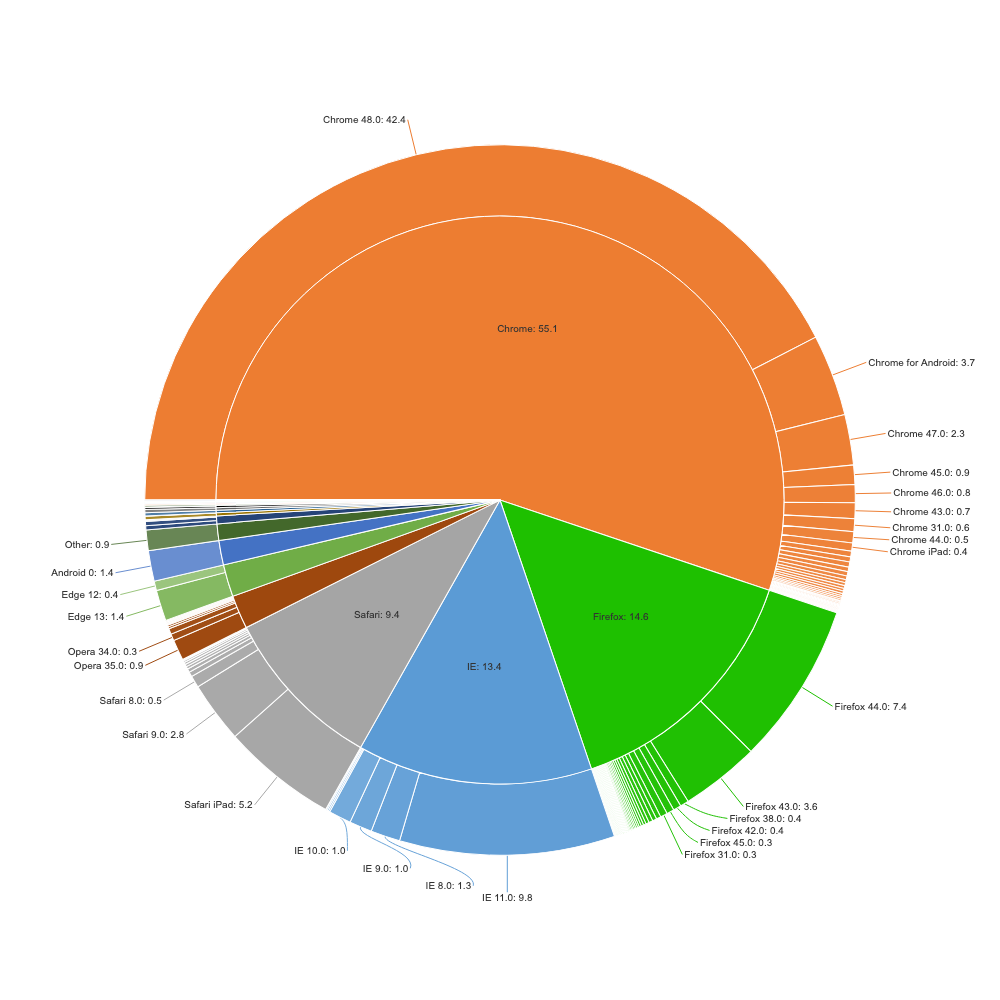 Chrome 48.0: 42.4
Chrome: 55.1
Chrome for Android: 3.7
Chrome 47.0: 2.3
Chrome 45.0: 0.9
Chrome 46.0: 0.8
Chrome 43.0: 0.7
Chrome 31.0: 0.6
Chrome 44.0: 0.5
Chrome iPad: 0.4
Other: 0.9
Android 0: 1.4
Edge 12: 0.4
Edge 13: 1.4
Safari: 9.4
Firefox: 14.6
Opera 34.0: 0.3
Opera 35.0: 0.9
IE: 13.4
Safari 8.0: 0.5
Firefox 44.0: 7.4
Safari 9.0: 2.8
Safari iPad: 5.2
Firefox 43.0: 3.6
Firefox 38.0: 0.4
Firefox 42.0: 0.4
Firefox 45.0: 0.3
IE 10.0: 1.0
Firefox 31.0: 0.3
IE 9.0: 1.0
IE 8.0: 1.3
IE 11.0: 9.8